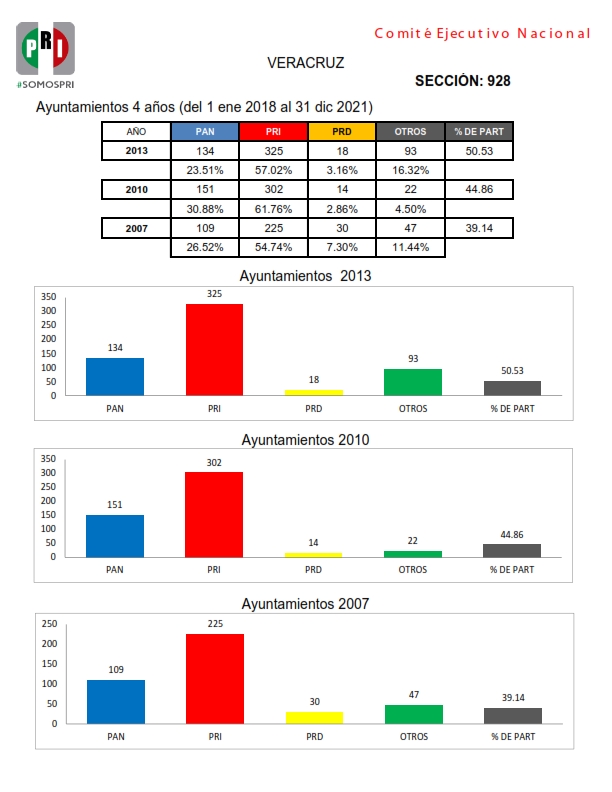 Comité Ejecutivo Nacional
PRI
#SOMOSPRI
VERACRUZ
SECCIÓN: 928
Ayuntamientos 4 años (del 1 ene 2018 al 31 dic 2021)
AÑO PAN PRI PRD OTROS % DE PART
2013 134 325 18 93 50.53
23.51% 57.02% 3.16% 16.32%
2010 151 302 14 22 44.86
30.88% 61.76% 2.86% 4.50%
2007 109 225 30 47 39.14
26.52% 54.74% 7.30% 11.44%
Ayuntamientos 2013
350
300
250
200
150
100
50
0
134
325
18
93
50.53
PAN PRI PRD OTROS % DE PART
Ayuntamientos 2010
350
300
250
200
150
100
50
0
151
302
14
22
44.86
PAN PRI PRD OTROS % DE PART
Ayuntamientos 2007
250
200
150
100
50
0
109
225
30
47
39.14
PAN PRI PRD OTROS % DE PART